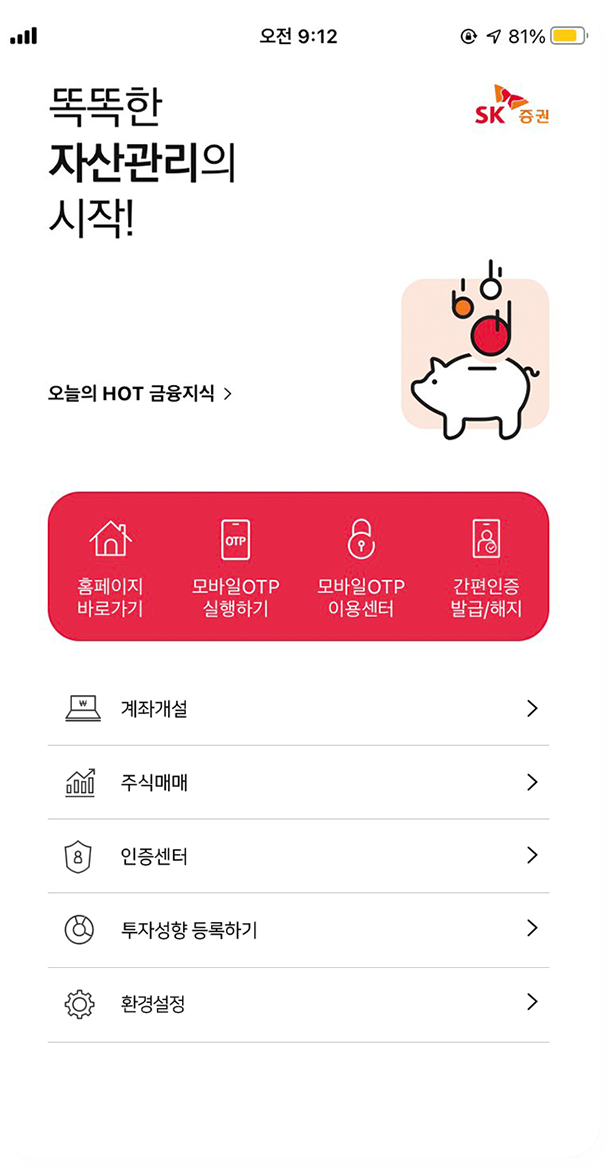 오전 9:12
81%
똑똑한
자산관리의
시작!
SK 증권
오늘의 HOT 금융지식 >
OTP
홈페이지
바로가기
모바일OTP
실행하기
모바일OTP
이용센터
간편인증
발급/해지
₩
계좌개설
주식매매
8
인증센터
투자성향 등록하기
환경설정